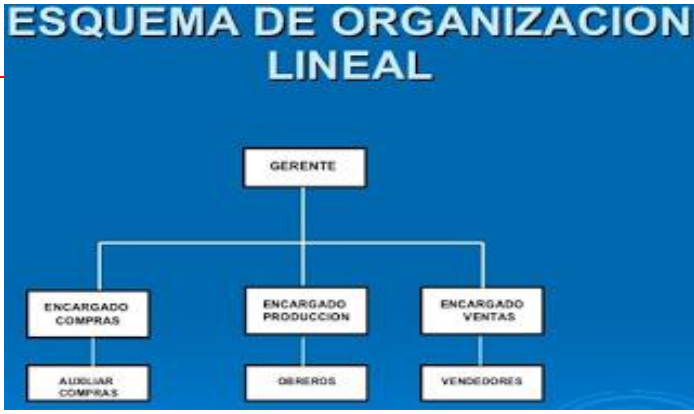 ESQUEMA DE ORGANIZACION
LINEAL
GERENTE
ENCARGADO
COMPRAS
ENCARGADO
PRODUCCION
ENCARGADO
VENTAS
AUXILIAR
COMPRAS
OBREROS
VENDEDORES